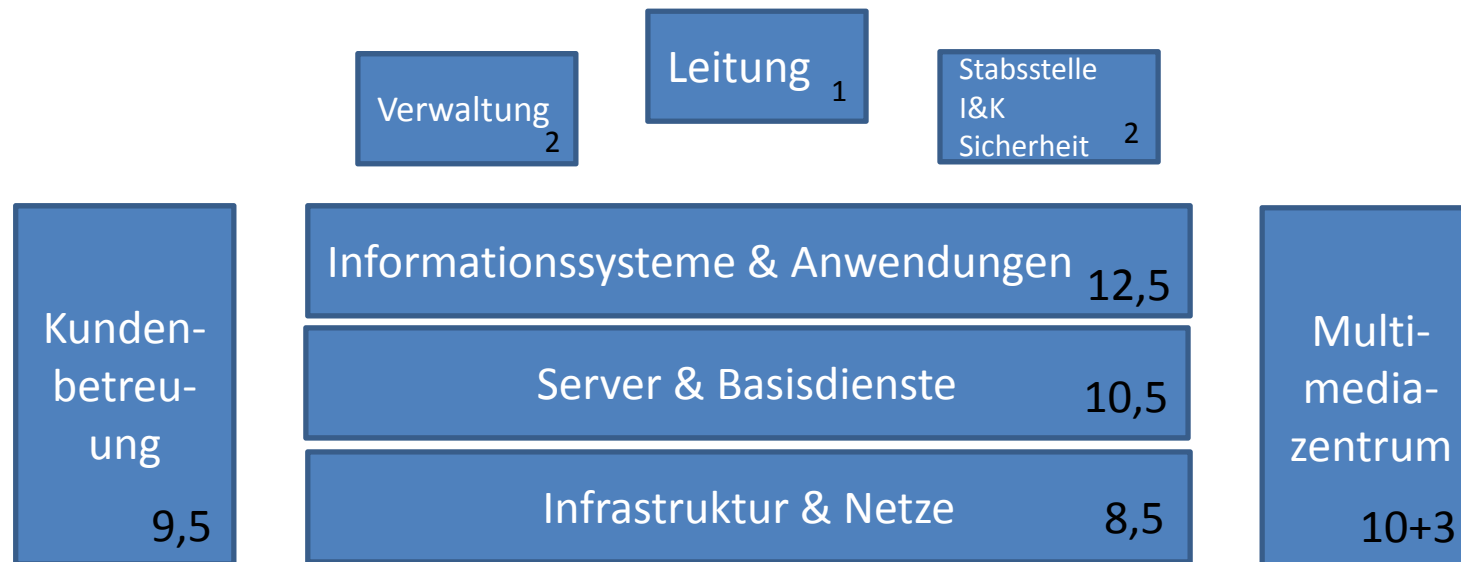 Leitung 1
Verwaltung
2
Stabsstelle
I&K
Sicherheit 2
Kunden-
betreu-
ung
9,5
Informationssysteme & Anwendungen 12,5
Server & Basisdienste 10,5
Infrastruktur & Netze 8,5
Multi-
media-
zentrum
10+3